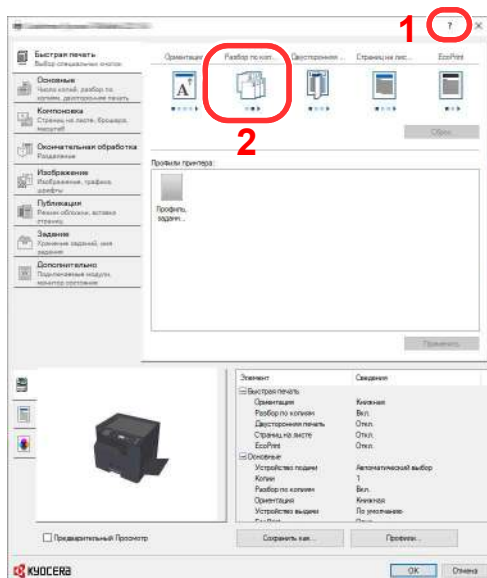 1
?
×
Быстрая печать
Выбор специальных кнопок
Ориентация
Разбор по коп...
Двусторонняя ...
Страниц на лис...
EcoPrint
2
Основные
Число копий, разбор по
копиям, двусторонняя печать
Компоновка
Страниц на листе, брошюра,
масштаб
Сброс
Окончательная обработка
Разделение
Профили принтера:
Изображение
Изображение, графика,
шрифты
Профиль,
задани...
Публикация
Режим обложки, вставка
страниц
Задание
Хранение заданий, имя
задания
Дополнительно
Подключаемые модули,
монитор состояния
Применить
Элемент
Сведения
Быстрая печать
Ориентация
Книжная
Разбор по копиям
Вкл.
Двусторонняя печать
Откл.
Страниц на листе
Откл.
EcoPrint
Откл.
Основные
Устройство подачи
Автоматический выбор
Копии
1
Разбор по копиям
Вкл.
Ориентация
Книжная
Устройство выдачи
По умолчанию
EcoPrint
Предварительный Просмотр
Сохранить как...
Профили...
KYOCERA
OK
Отмена